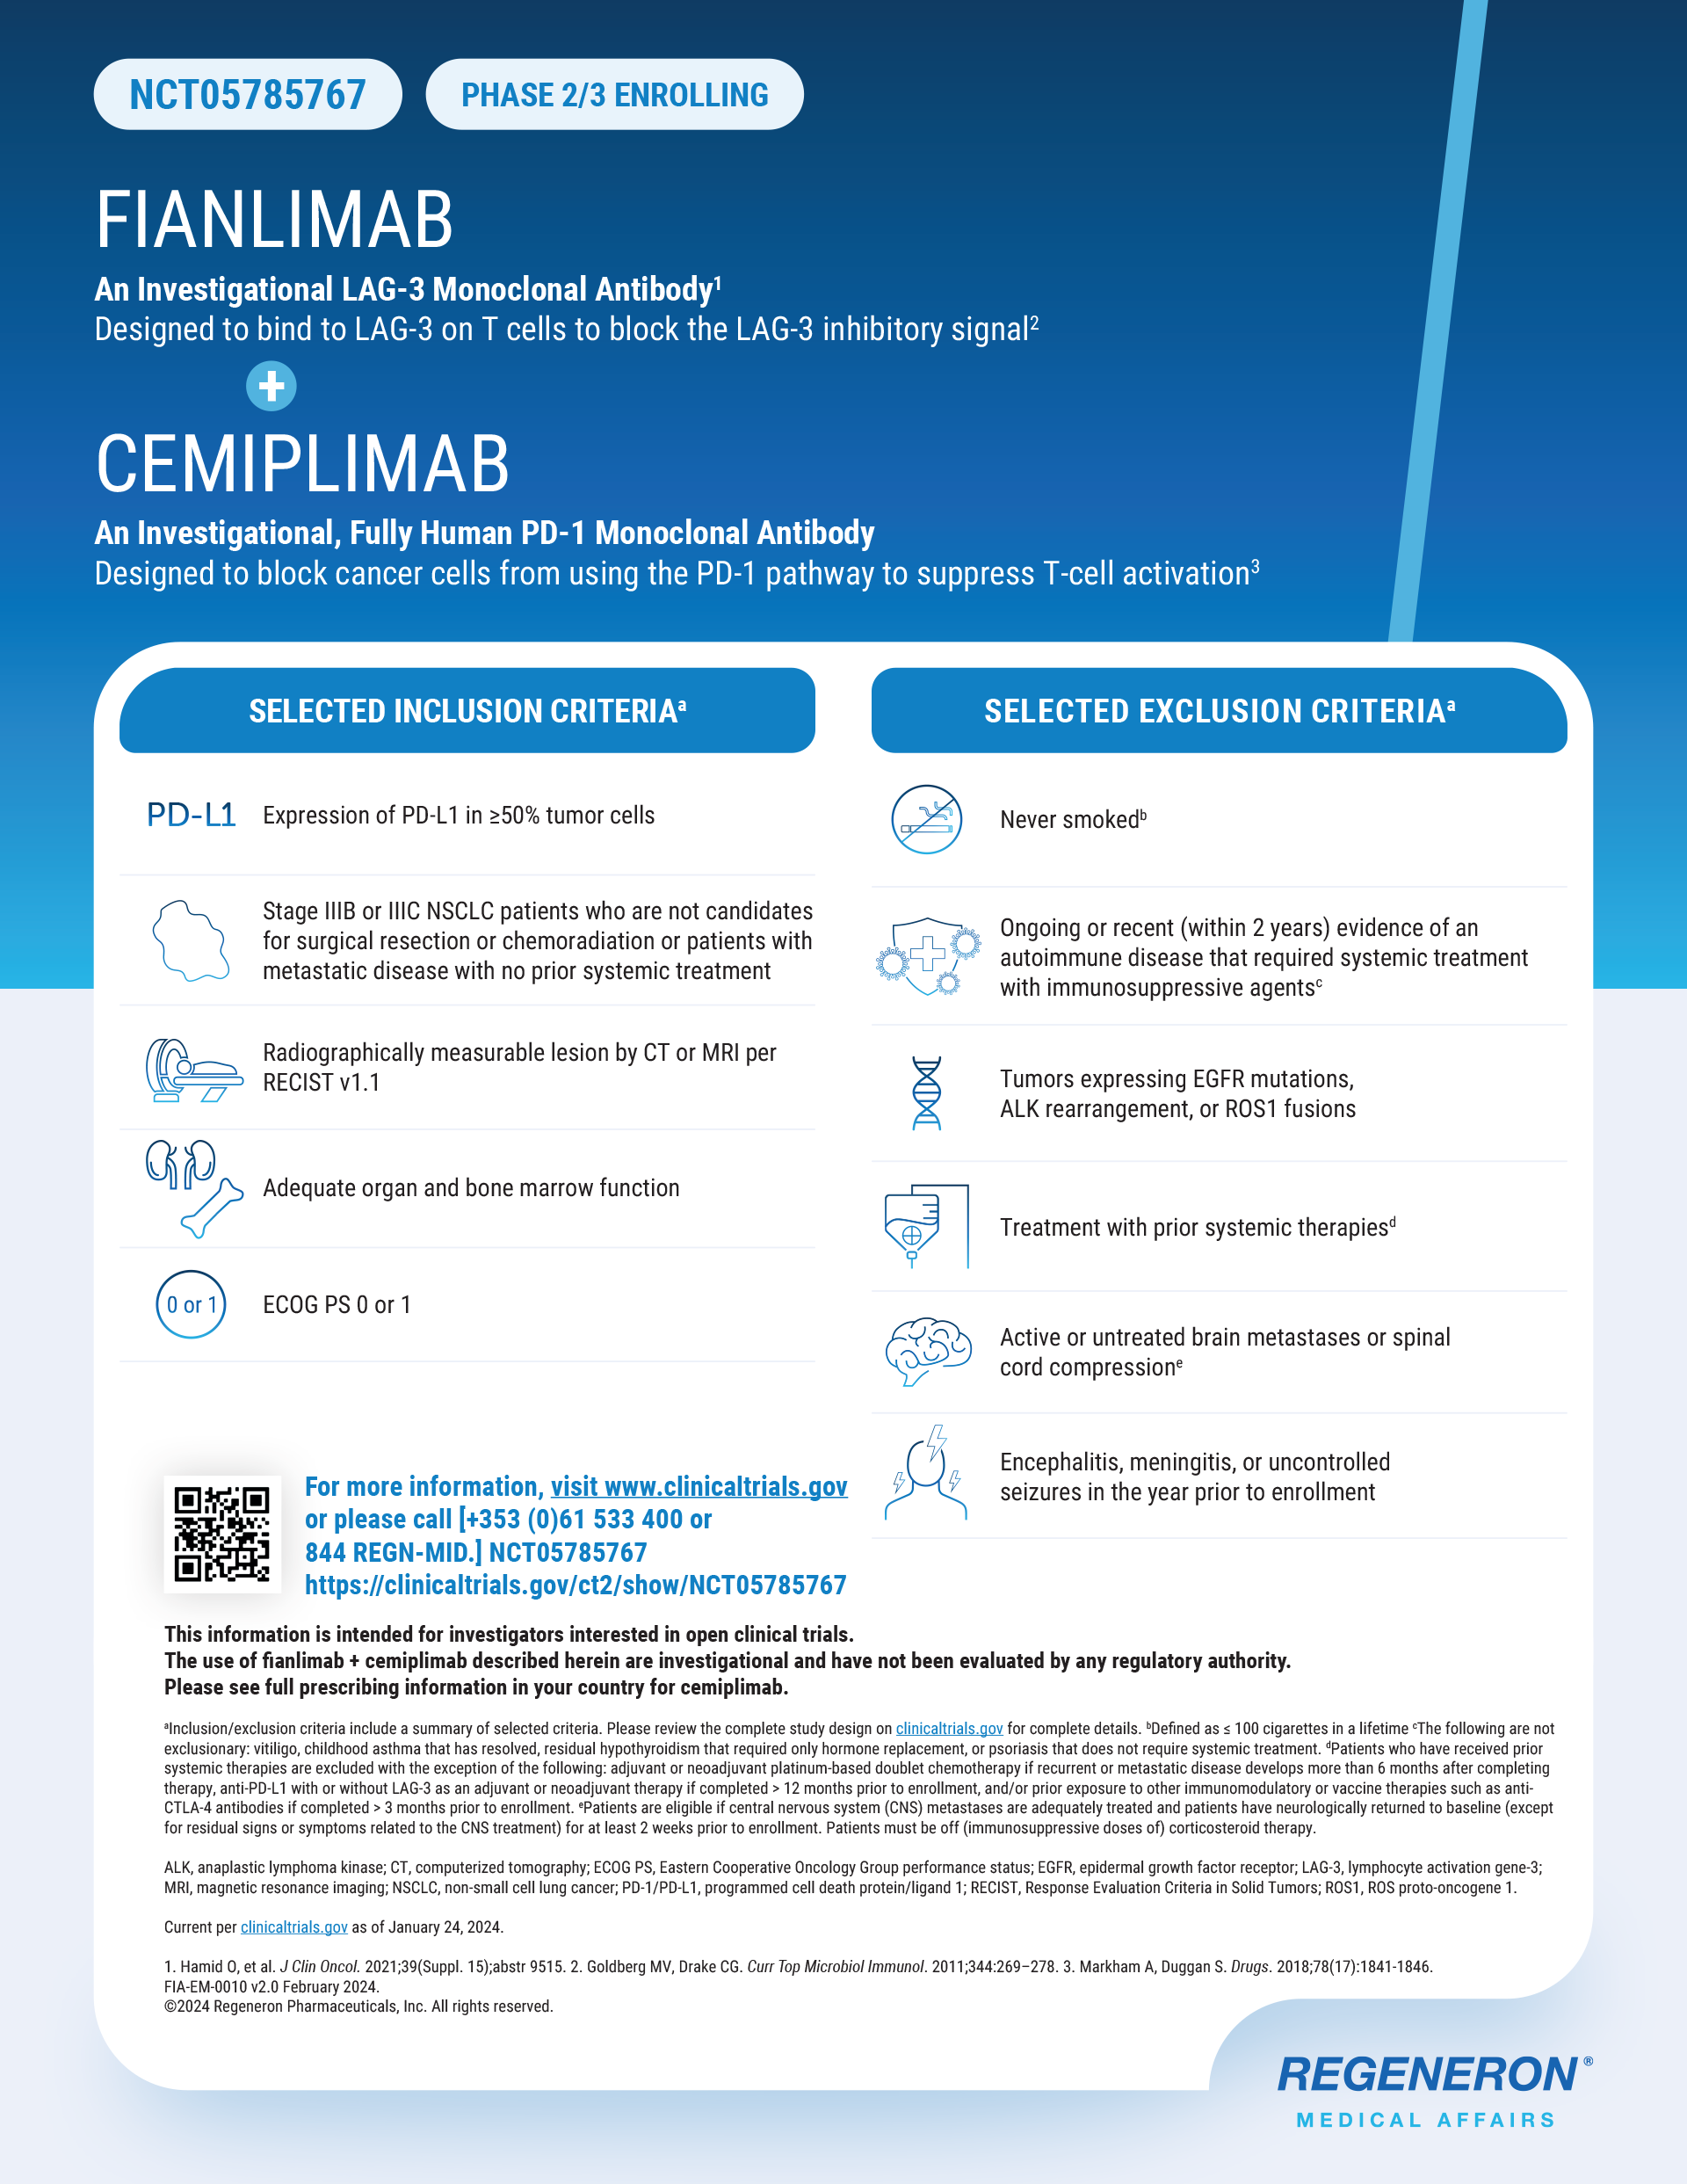 NCT05785767
PHASE 2/3 ENROLLING
FIANLIMAB
An Investigational LAG-3 Monoclonal Antibody¹
Designed to bind to LAG-3 on T cells to block the LAG-3 inhibitory signal²
+
CEMIPLIMAB
An Investigational, Fully Human PD-1 Monoclonal Antibody
Designed to block cancer cells from using the PD-1 pathway to suppress T-cell activation³
SELECTED INCLUSION CRITERIAᵃ
PD-L1
Expression of PD-L1 in ≥50% tumor cells
Stage IIIB or IIIC NSCLC patients who are not candidates
for surgical resection or chemoradiation or patients with
metastatic disease with no prior systemic treatment
Radiographically measurable lesion by CT or MRI per
RECIST v1.1
Adequate organ and bone marrow function
0 or 1
ECOG PS 0 or 1
SELECTED EXCLUSION CRITERIAᵃ
Never smokedᵇ
Ongoing or recent (within 2 years) evidence of an
autoimmune disease that required systemic treatment
with immunosuppressive agentsᶜ
Tumors expressing EGFR mutations,
ALK rearrangement, or ROS1 fusions
Treatment with prior systemic therapiesᵈ
Active or untreated brain metastases or spinal
cord compressionᵉ
Encephalitis, meningitis, or uncontrolled
seizures in the year prior to enrollment
For more information, visit www.clinicaltrials.gov
or please call [+353 (0)61 533 400 or
844 REGN-MID.] NCT05785767
https://clinicaltrials.gov/ct2/show/NCT05785767
This information is intended for investigators interested in open clinical trials.
The use of fianlimab + cemiplimab described herein are investigational and have not been evaluated by any regulatory authority.
Please see full prescribing information in your country for cemiplimab.
ᵃInclusion/exclusion criteria include a summary of selected criteria. Please review the complete study design on clinicaltrials.gov for complete details. ᵇDefined as ≤ 100 cigarettes in a lifetime ᶜThe following are not
exclusionary: vitiligo, childhood asthma that has resolved, residual hypothyroidism that required only hormone replacement, or psoriasis that does not require systemic treatment. ᵈPatients who have received prior
systemic therapies are excluded with the exception of the following: adjuvant or neoadjuvant platinum-based doublet chemotherapy if recurrent or metastatic disease develops more than 6 months after completing
therapy, anti-PD-L1 with or without LAG-3 as an adjuvant or neoadjuvant therapy if completed > 12 months prior to enrollment, and/or prior exposure to other immunomodulatory or vaccine therapies such as anti-
CTLA-4 antibodies if completed > 3 months prior to enrollment. ᵉPatients are eligible if central nervous system (CNS) metastases are adequately treated and patients have neurologically returned to baseline (except
for residual signs or symptoms related to the CNS treatment) for at least 2 weeks prior to enrollment. Patients must be off (immunosuppressive doses of) corticosteroid therapy.
ALK, anaplastic lymphoma kinase; CT, computerized tomography; ECOG PS, Eastern Cooperative Oncology Group performance status; EGFR, epidermal growth factor receptor; LAG-3, lymphocyte activation gene-3;
MRI, magnetic resonance imaging; NSCLC, non-small cell lung cancer; PD-1/PD-L1, programmed cell death protein/ligand 1; RECIST, Response Evaluation Criteria in Solid Tumors; ROS1, ROS proto-oncogene 1.
Current per clinicaltrials.gov as of January 24, 2024.
1. Hamid O, et al. J Clin Oncol. 2021;39(Suppl. 15);abstr 9515. 2. Goldberg MV, Drake CG. Curr Top Microbiol Immunol. 2011;344:269–278. 3. Markham A, Duggan S. Drugs. 2018;78(17):1841-1846.
FIA-EM-0010 v2.0 February 2024.
©2024 Regeneron Pharmaceuticals, Inc. All rights reserved.
REGENERON®
MEDICAL AFFAIRS